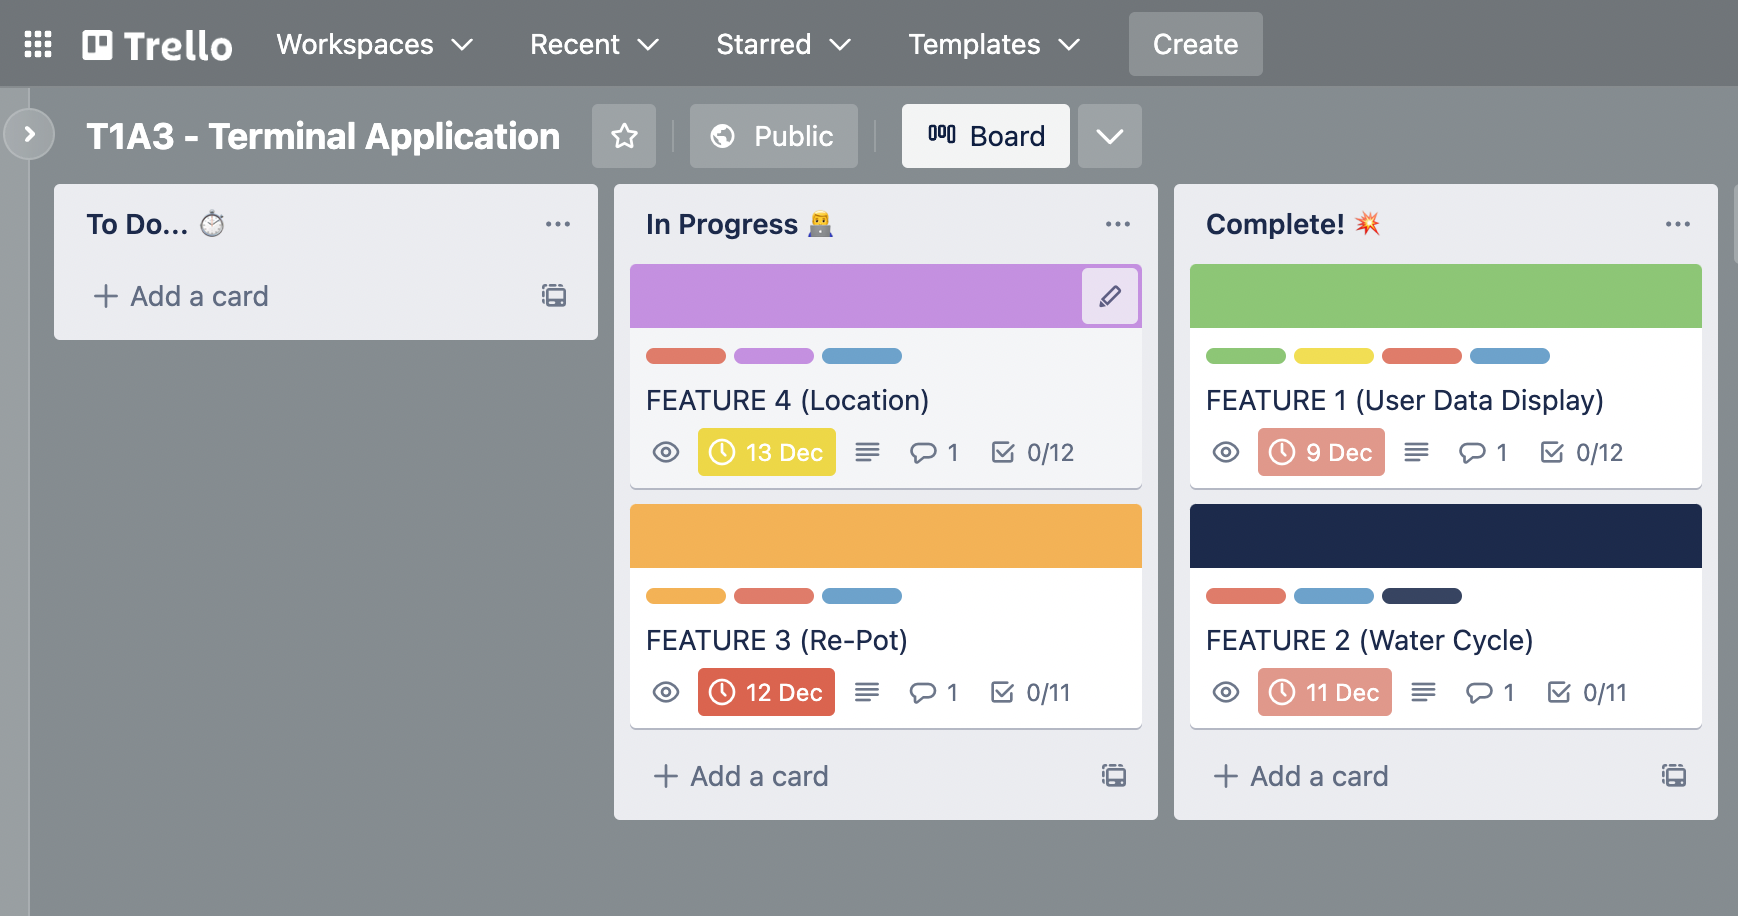 Trello Workspaces Recent Starred Templates Create
T1A3 - Terminal Application Public Board
To Do... ⏱
Add a card
In Progress 👨‍💻
FEATURE 4 (Location)
13 Dec 1 0/12
FEATURE 3 (Re-Pot)
12 Dec 1 0/11
Add a card
Complete! 💥
FEATURE 1 (User Data Display)
9 Dec 1 0/12
FEATURE 2 (Water Cycle)
11 Dec 1 0/11
Add a card